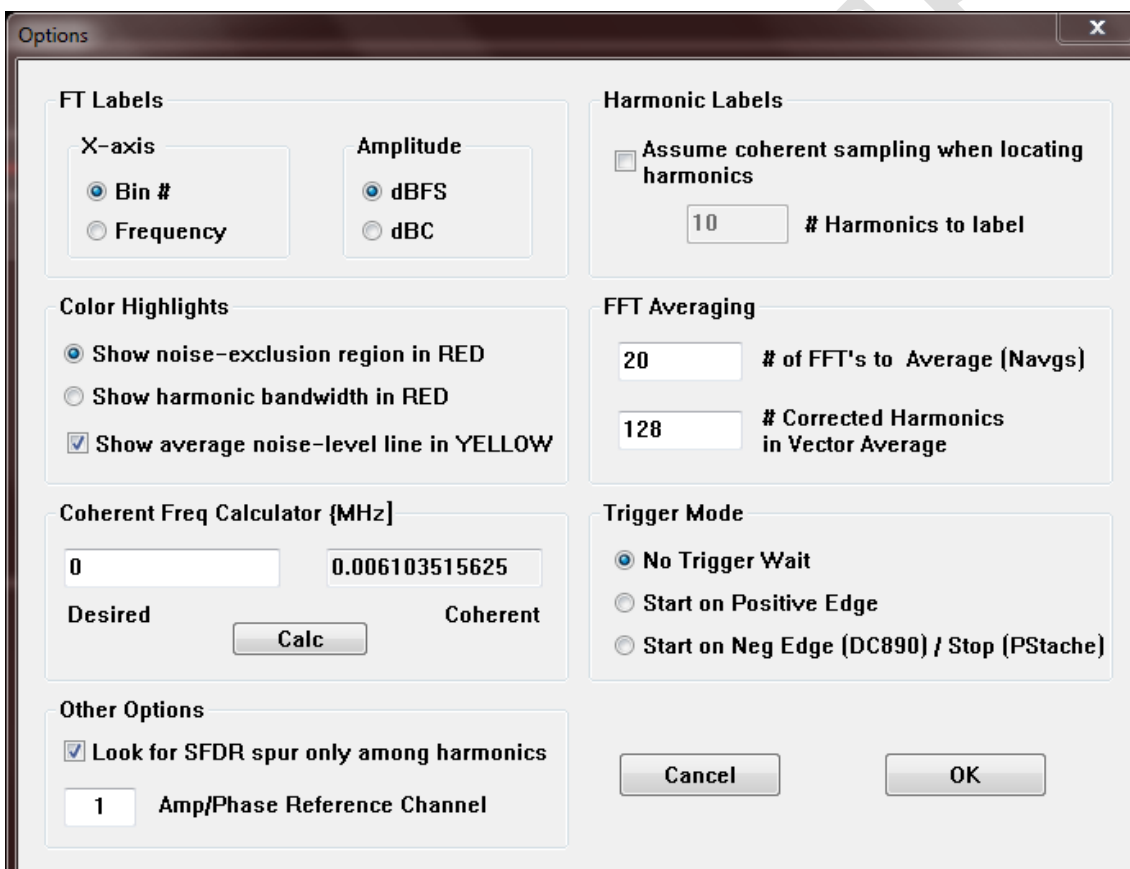 Options
x
FT Labels
X-axis
Bin #
Frequency
Amplitude
dBFS
dBC
Harmonic Labels
Assume coherent sampling when locating
harmonics
10
# Harmonics to label
Color Highlights
Show noise-exclusion region in RED
Show harmonic bandwidth in RED
Show average noise-level line in YELLOW
FFT Averaging
20
# of FFT's to Average (Navgs)
128
# Corrected Harmonics
in Vector Average
Coherent Freq Calculator {MHz]
0
0.006103515625
Desired
Coherent
Calc
Trigger Mode
No Trigger Wait
Start on Positive Edge
Start on Neg Edge (DC890) / Stop (PStache)
Other Options
Look for SFDR spur only among harmonics
1
Amp/Phase Reference Channel
Cancel
OK